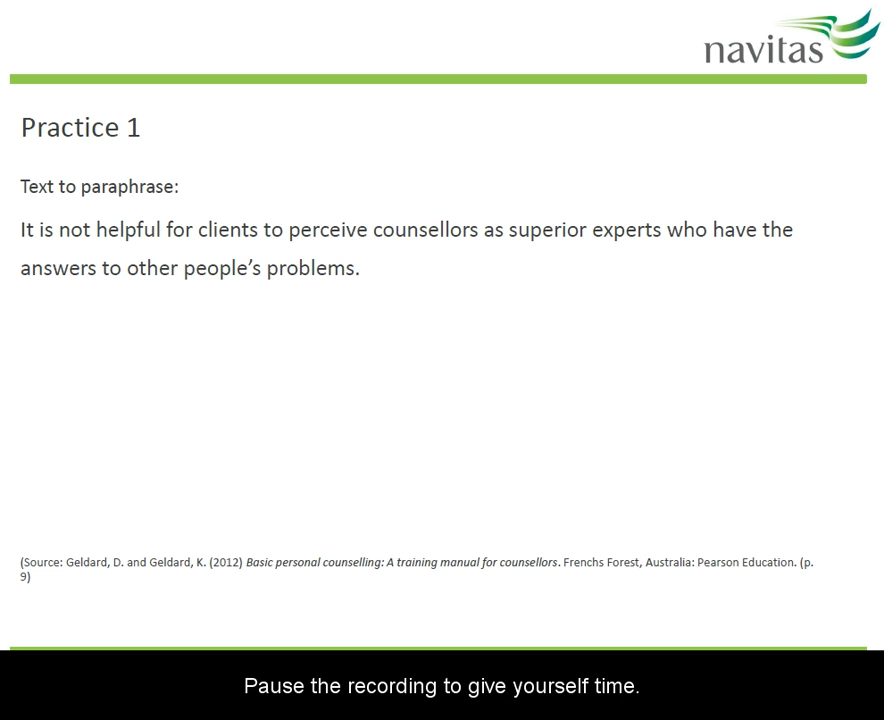 navitas
Practice 1
Text to paraphrase:
It is not helpful for clients to perceive counsellors as superior experts who have the
answers to other people’s problems.
(Source: Geldard, D. and Geldard, K. (2012) Basic personal counselling: A training manual for counsellors. Frenchs Forest, Australia: Pearson Education. (p.
9)
Pause the recording to give yourself time.